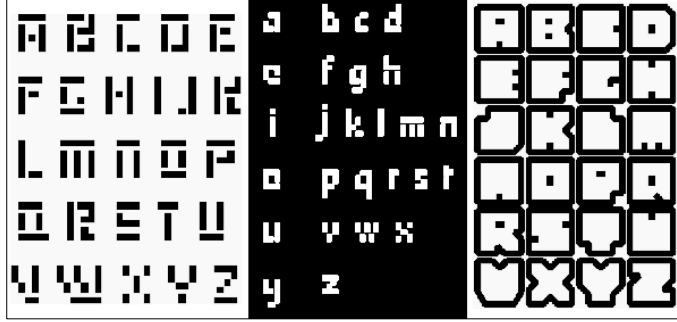 A B C D E
F G H I J K
L M N O P
Q R S T U
V W X Y Z
a b c d
e f g h
i j k l m n
o p q r s t
u v w x
y z
A B C D
E F G H
J K L M
N O P Q
R S T U
V X Y Z